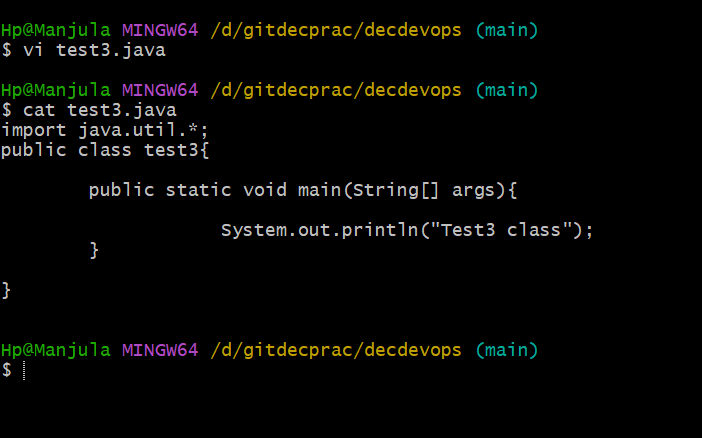 Hp@Manjula MINGW64 /d/gitdecprac/decdevops (main)
$ vi test3.java
Hp@Manjula MINGW64 /d/gitdecprac/decdevops (main)
$ cat test3.java
import java.util.*;
public class test3{
public static void main(String[] args){
System.out.println("Test3 class");
}
}
Hp@Manjula MINGW64 /d/gitdecprac/decdevops (main)
$